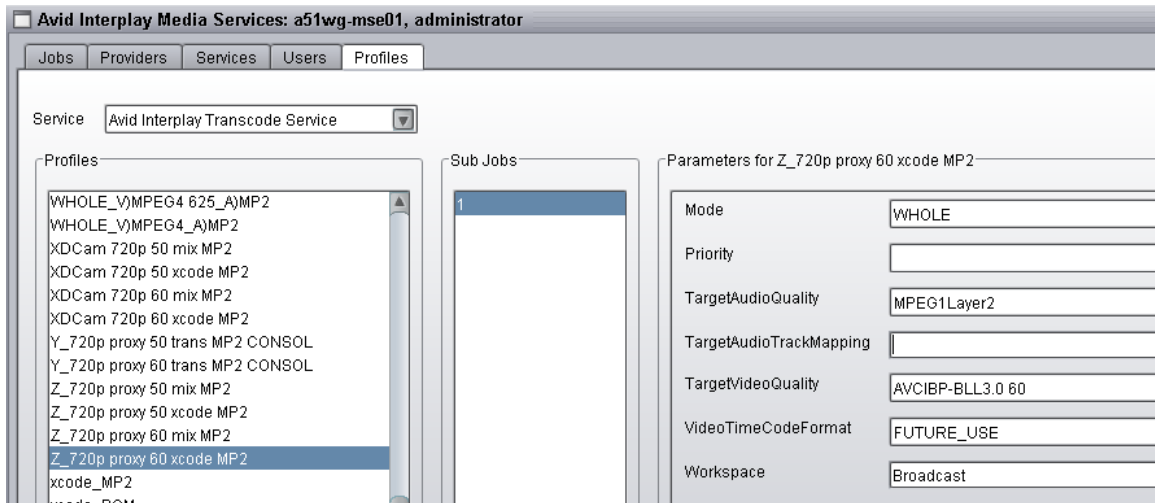 Avid Interplay Media Services: a51wg-mse01, administrator
Jobs Providers Services Users Profiles
Service Avid Interplay Transcode Service
Profiles
WHOLE_V)MPEG4 625_A)MP2
WHOLE_V)MPEG4_A)MP2
XDCam 720p 50 mix MP2
XDCam 720p 50 xcode MP2
XDCam 720p 60 mix MP2
XDCam 720p 60 xcode MP2
Y_720p proxy 50 trans MP2 CONSOL
Y_720p proxy 60 trans MP2 CONSOL
Z_720p proxy 50 mix MP2
Z_720p proxy 50 xcode MP2
Z_720p proxy 60 mix MP2
Z_720p proxy 60 xcode MP2
xcode_MP2
Sub Jobs
1
Parameters for Z_720p proxy 60 xcode MP2
Mode WHOLE
Priority
TargetAudioQuality MPEG1Layer2
TargetAudioTrackMapping
TargetVideoQuality AVCIBP-BLL3.0 60
VideoTimeCodeFormat FUTURE_USE
Workspace Broadcast